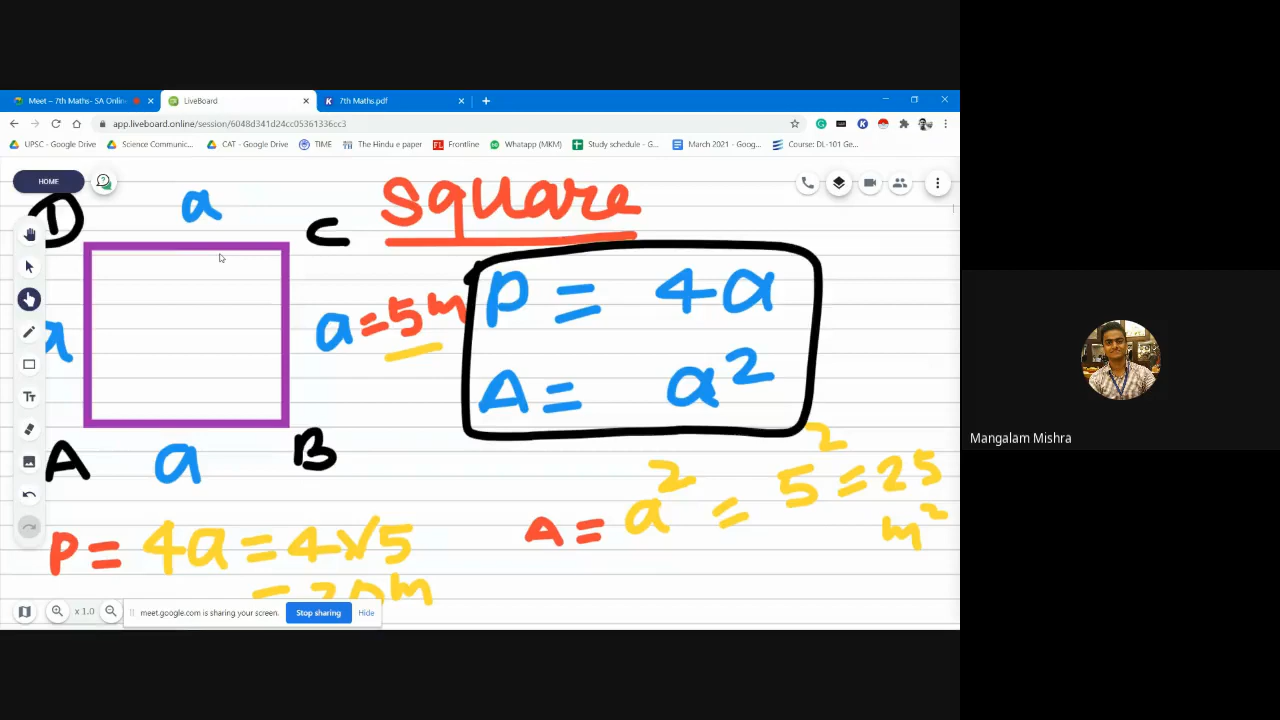 Meet – 7th Maths- SA Onlin
LiveBoard
7th Maths.pdf
app.liveboard.online/session/6048d341d24cc05361336cc3
UPSC - Google Drive
Science Communic...
CAT - Google Drive
TIME
The Hindu e paper
Frontline
Whatapp (MKM)
Study schedule - G...
March 2021 - Goog...
Course: DL-101 Ge...
HOME
D
a
C
square
a
a = 5 m
P = 4a
A = a²
A
a
B
P = 4a = 4 × 5
= 20 m
A = a² = 5² = 25
m²
Tт
x 1.0
meet.google.com is sharing your screen.
Stop sharing
Hide
Mangalam Mishra